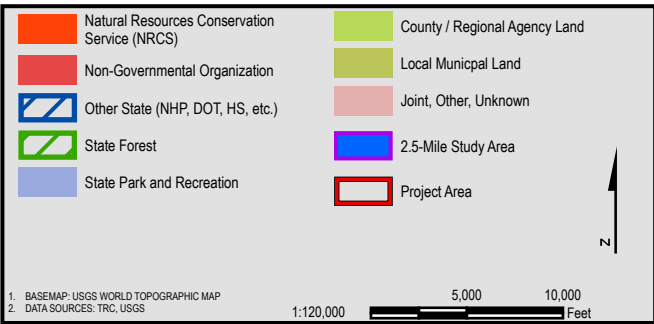 Natural Resources Conservation
Service (NRCS)
Non-Governmental Organization
Other State (NHP, DOT, HS, etc.)
State Forest
State Park and Recreation
County / Regional Agency Land
Local Municpal Land
Joint, Other, Unknown
2.5-Mile Study Area
Project Area
N
1. BASEMAP: USGS WORLD TOPOGRAPHIC MAP
2. DATA SOURCES: TRC, USGS
1:120,000
5,000 10,000
Feet